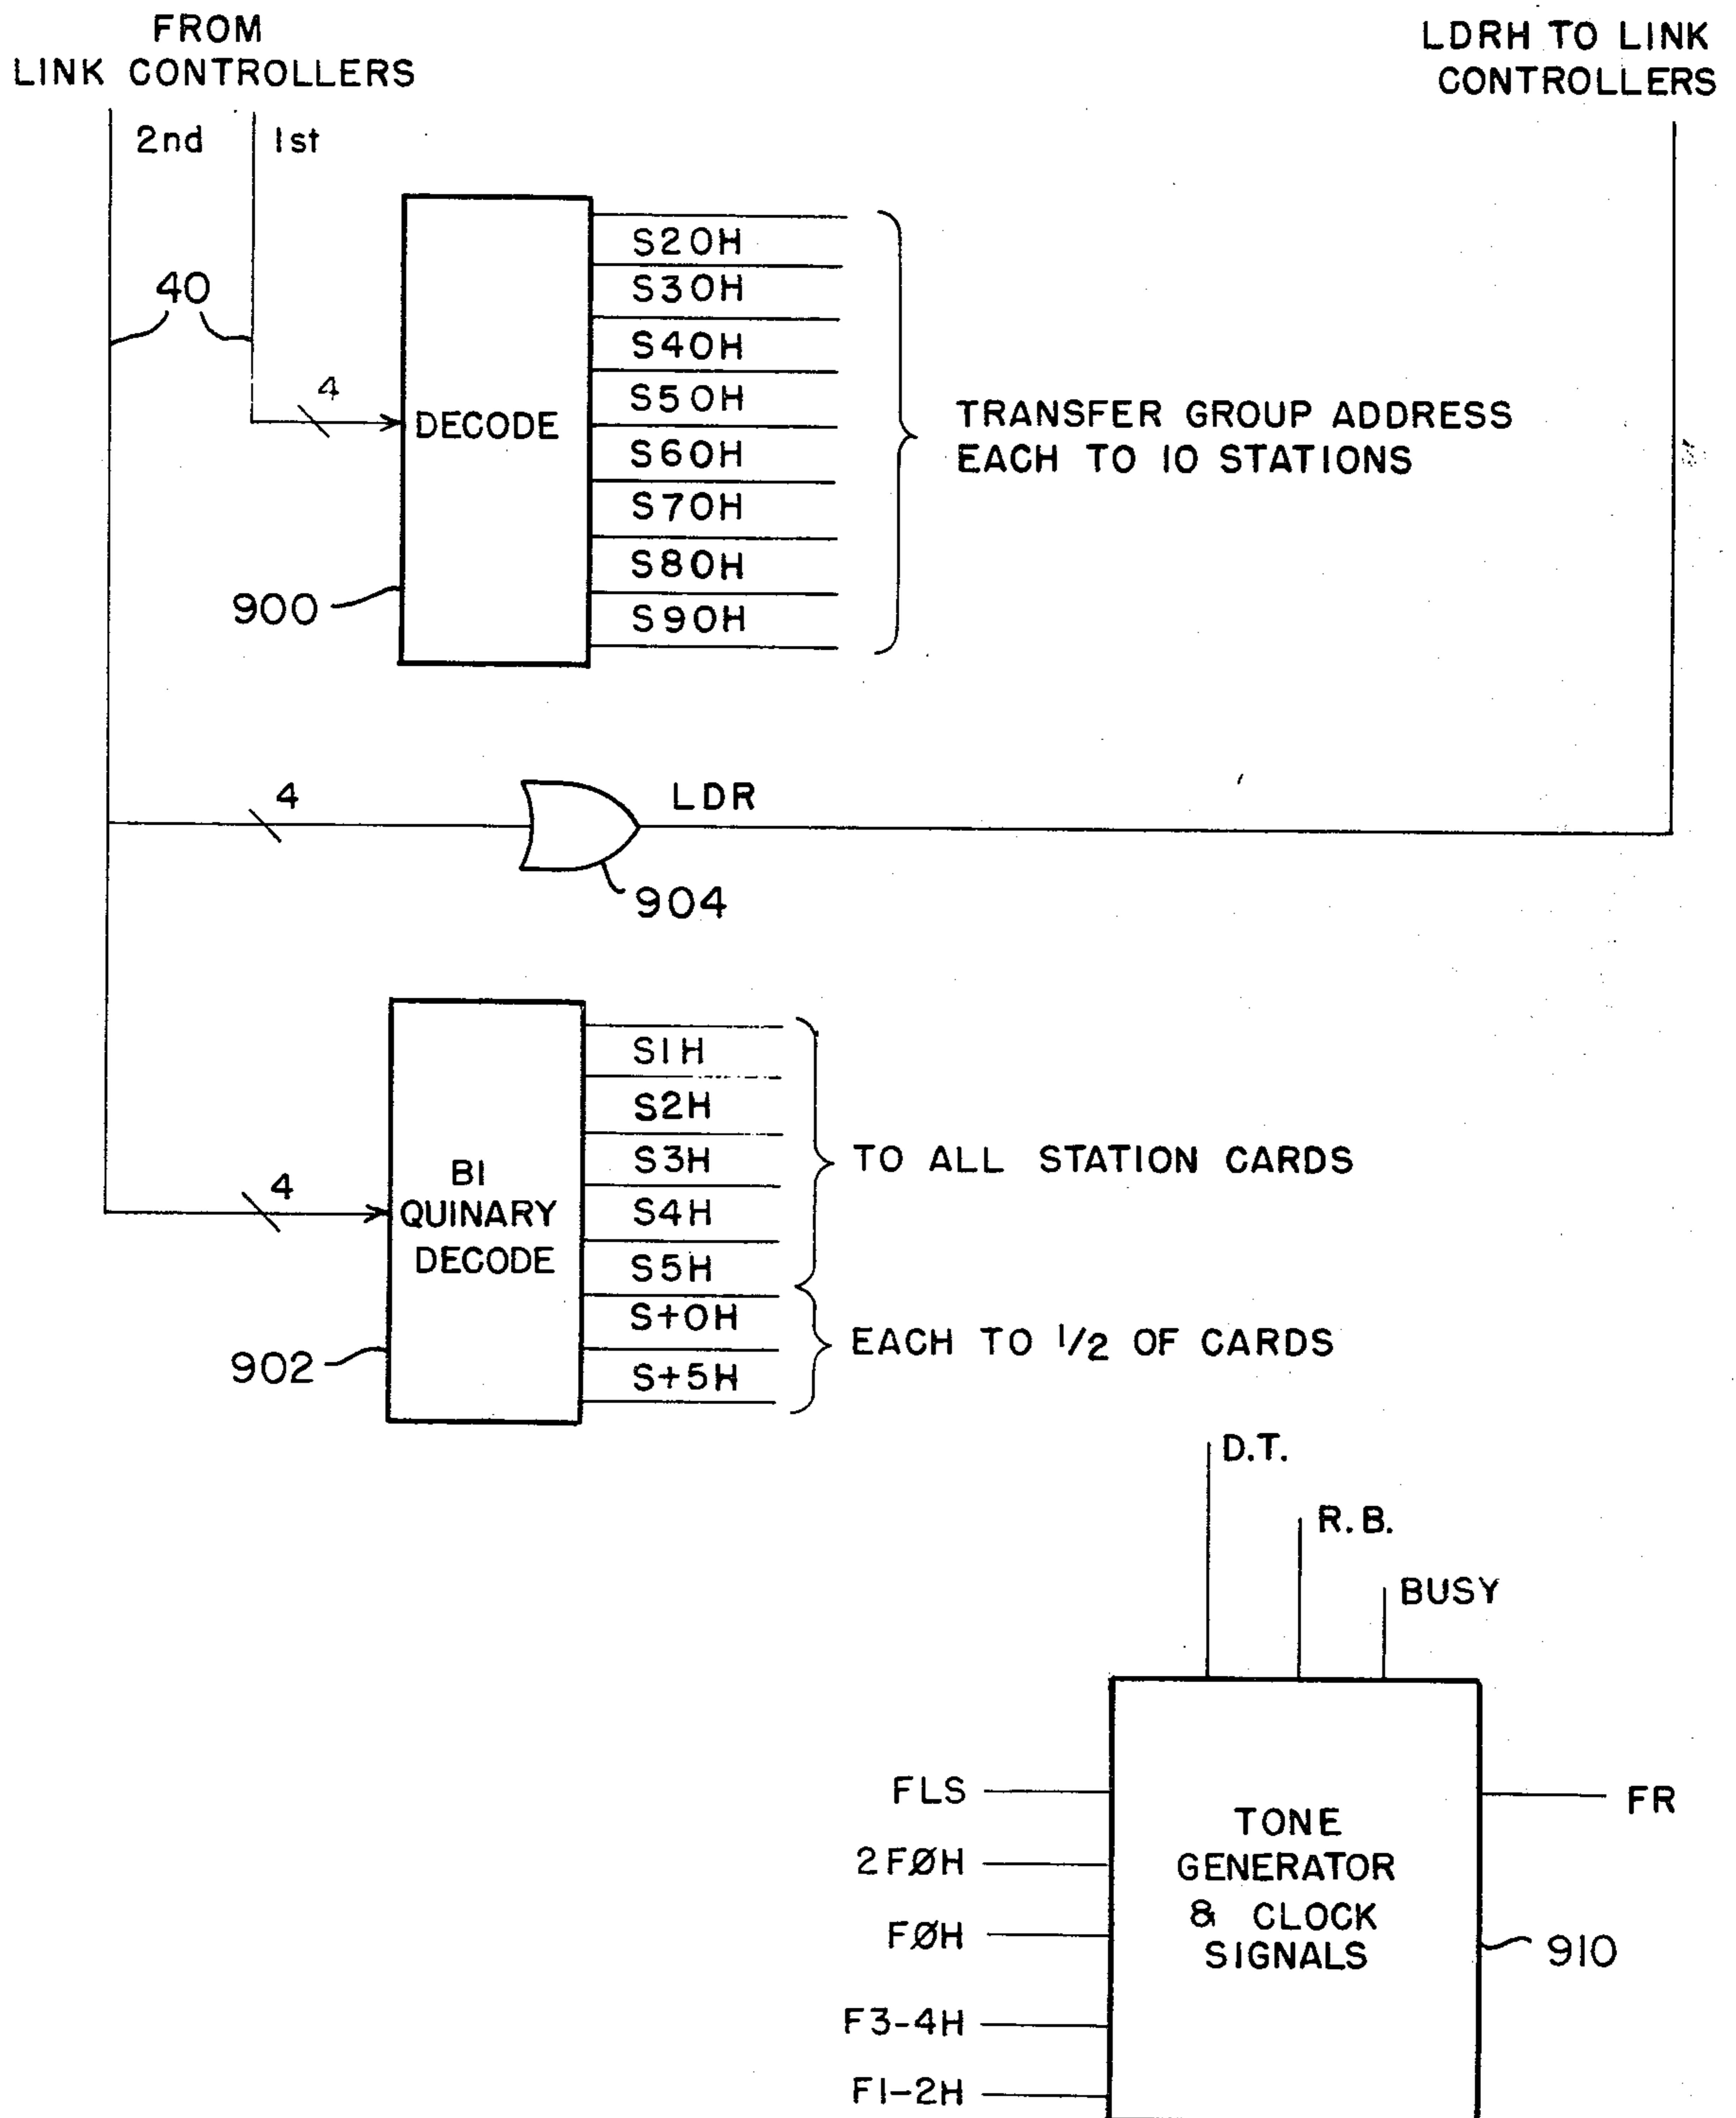 FROM
LINK CONTROLLERS
LDRH TO LINK
CONTROLLERS
2nd
1st
40
4
DECODE
900
S20H
S30H
S40H
S50H
S60H
S70H
S80H
S90H
TRANSFER GROUP ADDRESS
EACH TO 10 STATIONS
4
LDR
904
4
BI
QUINARY
DECODE
902
S1H
S2H
S3H
S4H
S5H
S+0H
S+5H
TO ALL STATION CARDS
EACH TO 1/2 OF CARDS
D.T.
R.B.
BUSY
FLS
2FØH
FØH
F3-4H
F1-2H
TONE
GENERATOR
& CLOCK
SIGNALS
FR
910